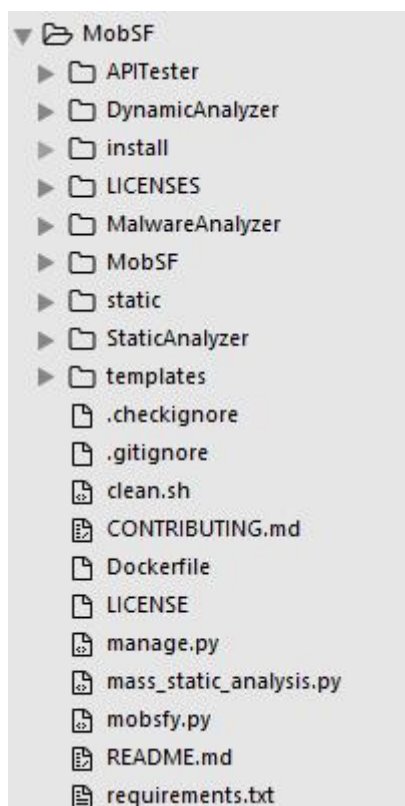 MobSF
APITester
DynamicAnalyzer
install
LICENSES
MalwareAnalyzer
MobSF
static
StaticAnalyzer
templates
.checkignore
.gitignore
clean.sh
CONTRIBUTING.md
Dockerfile
LICENSE
manage.py
mass_static_analysis.py
mobsfy.py
README.md
requirements.txt